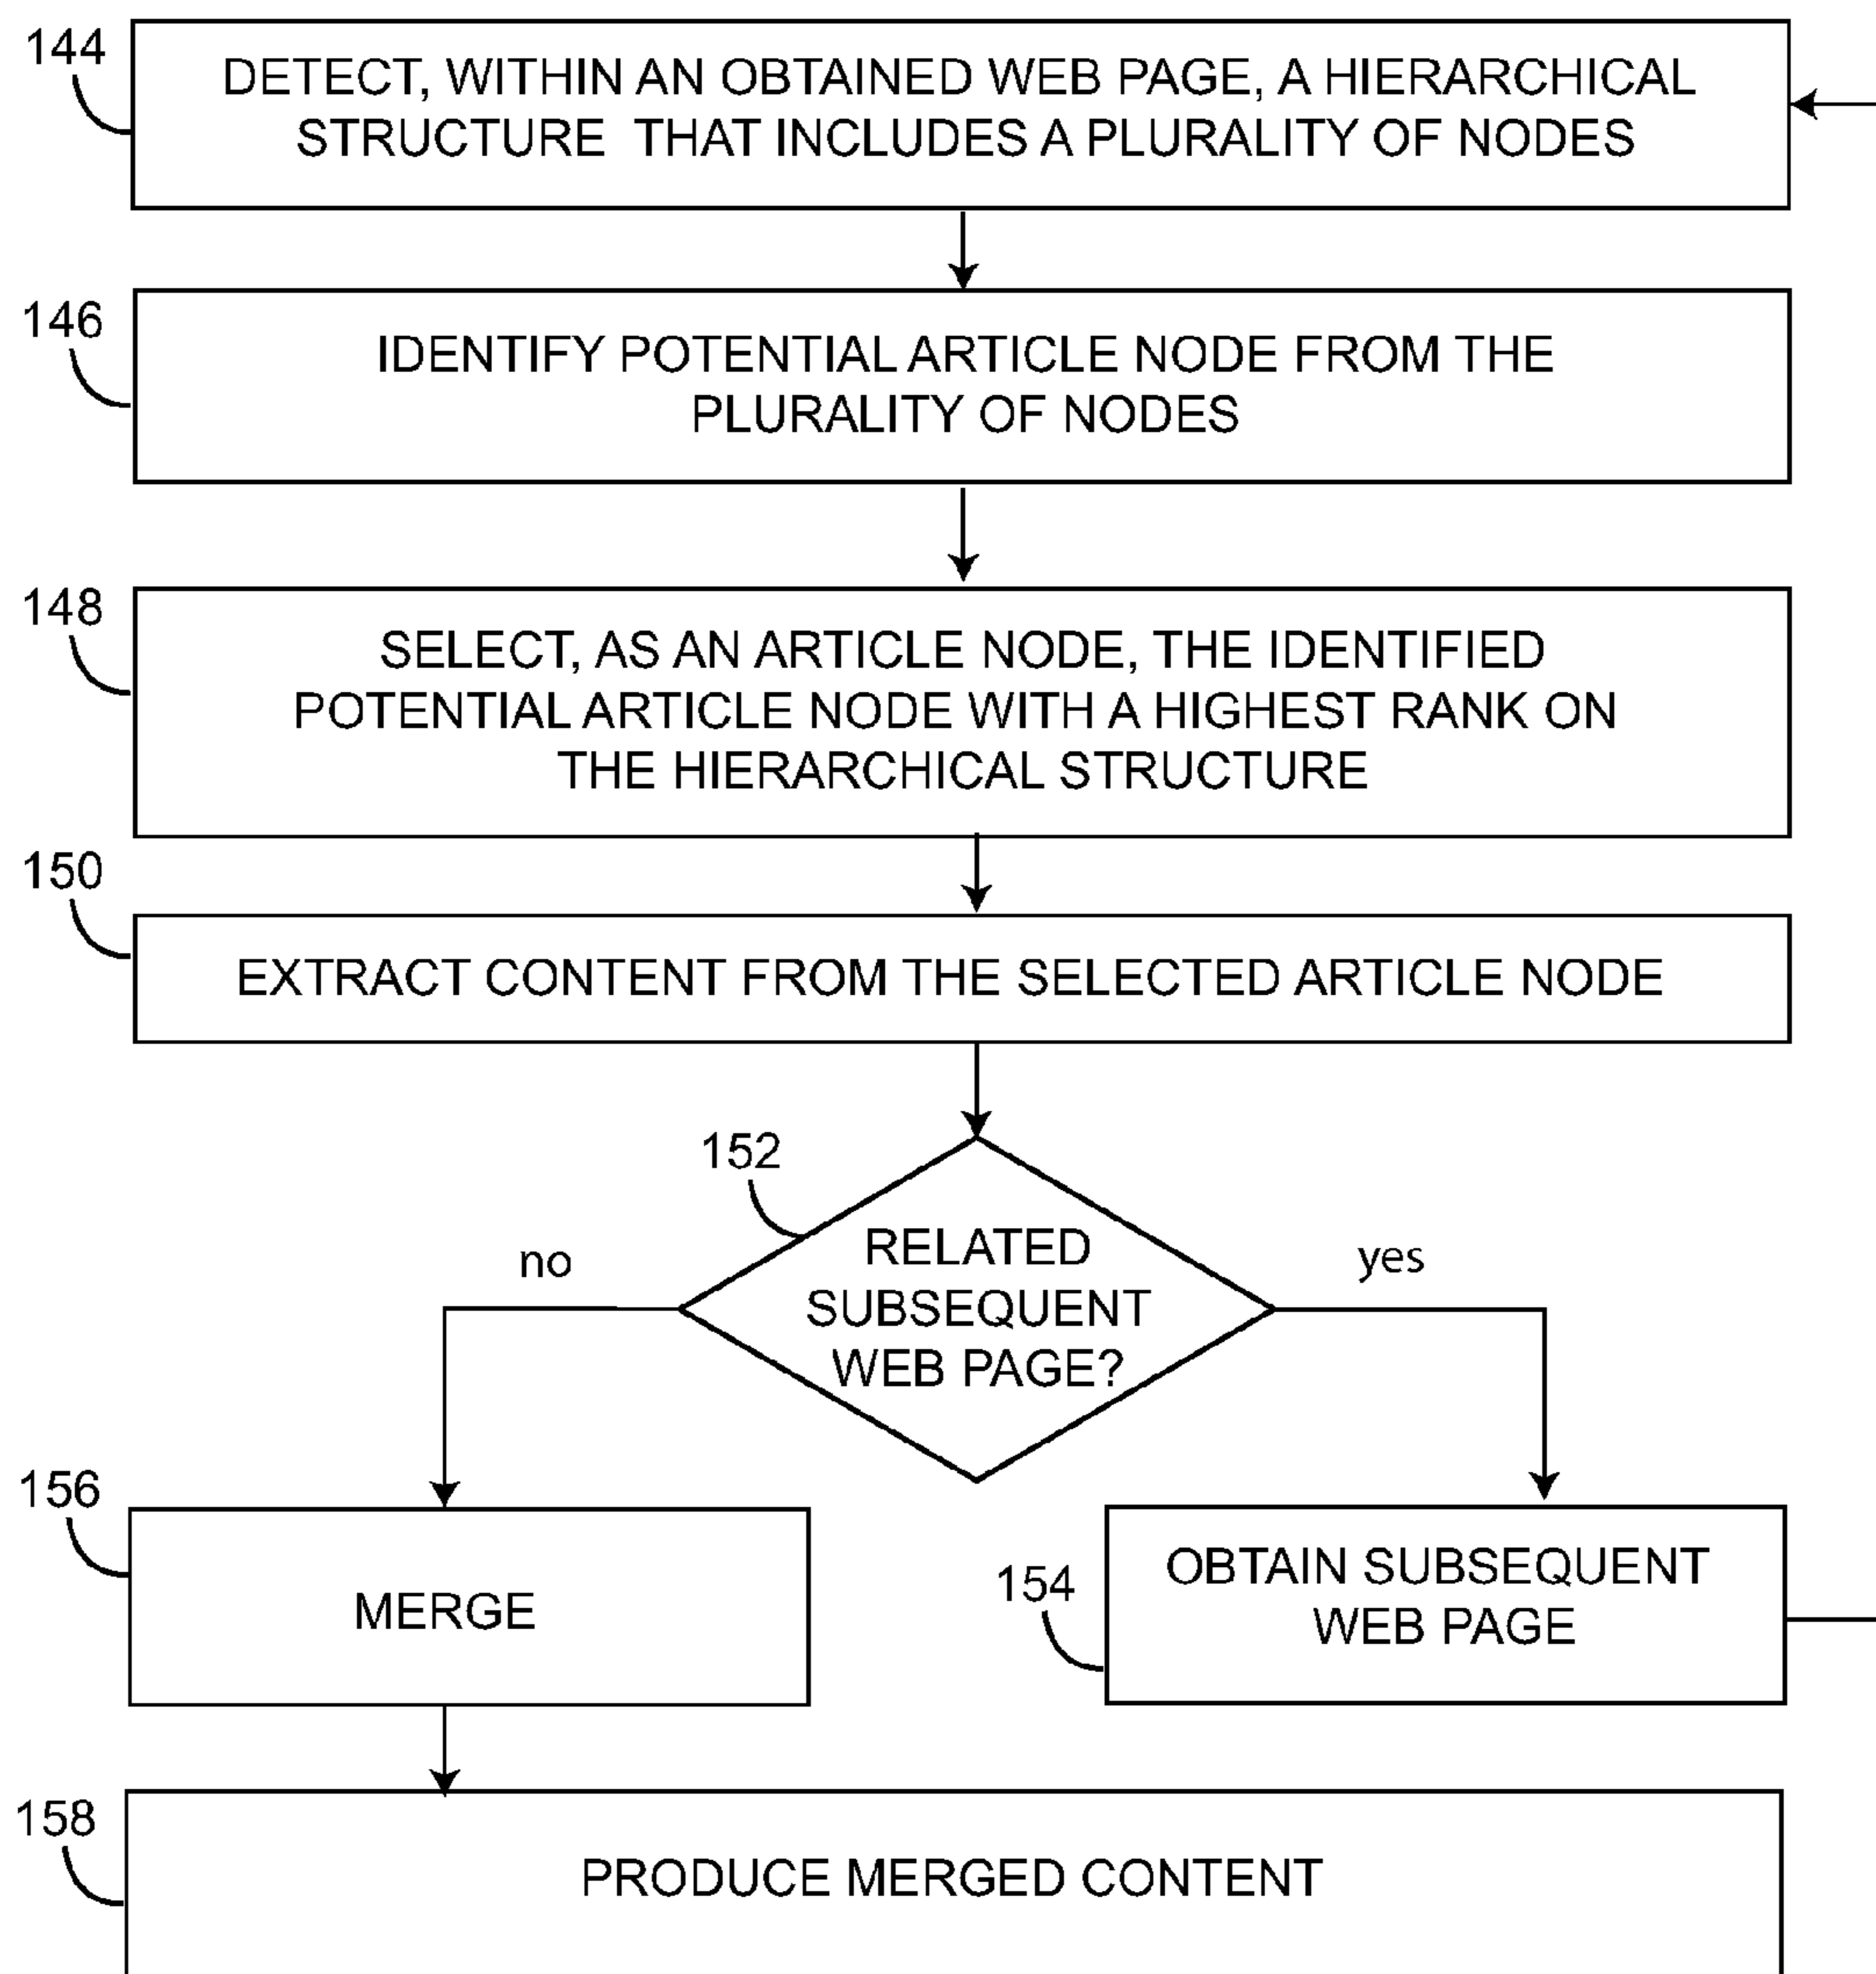 144
DETECT, WITHIN AN OBTAINED WEB PAGE, A HIERARCHICAL
STRUCTURE THAT INCLUDES A PLURALITY OF NODES
146
IDENTIFY POTENTIAL ARTICLE NODE FROM THE
PLURALITY OF NODES
148
SELECT, AS AN ARTICLE NODE, THE IDENTIFIED
POTENTIAL ARTICLE NODE WITH A HIGHEST RANK ON
THE HIERARCHICAL STRUCTURE
150
EXTRACT CONTENT FROM THE SELECTED ARTICLE NODE
152
RELATED
SUBSEQUENT
WEB PAGE?
no
yes
156
MERGE
154
OBTAIN SUBSEQUENT
WEB PAGE
158
PRODUCE MERGED CONTENT